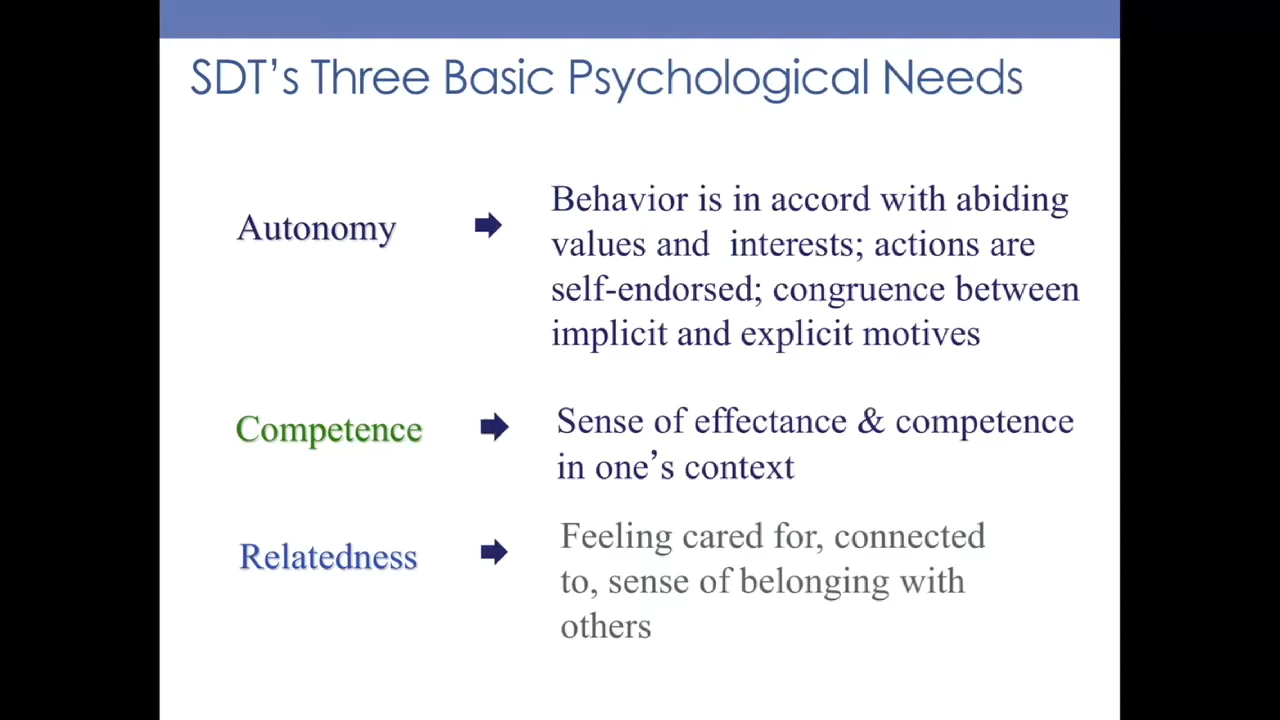 SDT’s Three Basic Psychological Needs
Autonomy
Behavior is in accord with abiding
values and interests; actions are
self-endorsed; congruence between
implicit and explicit motives
Competence
Sense of effectance & competence
in one’s context
Relatedness
Feeling cared for, connected
to, sense of belonging with
others